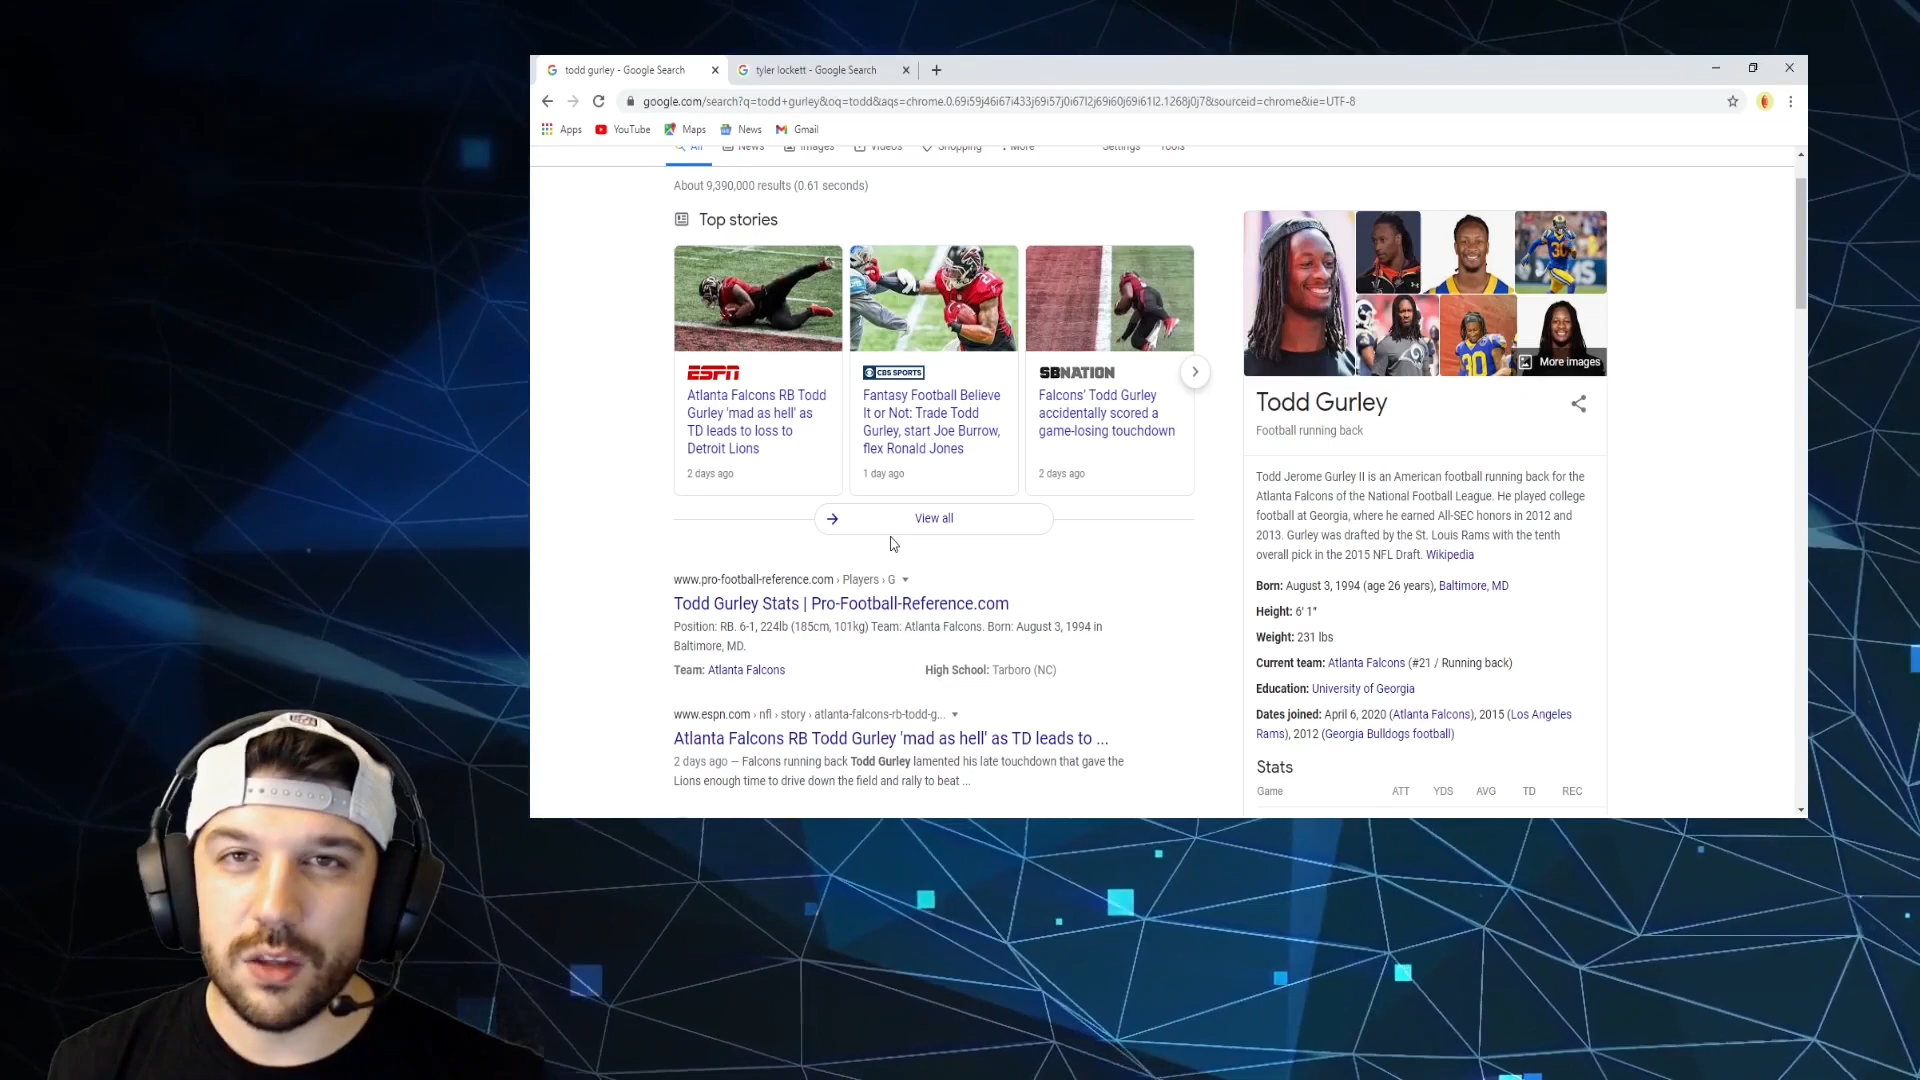 todd gurley - Google Search
tyler lockett - Google Search
google.com/search?q=todd+gurley&oq=todd&aqs=chrome.0.69i59j46i67i433j69i57j0i67l2j69i60j69i61l2.1268j0j7&sourceid=chrome&ie=UTF-8
Apps YouTube Maps News Gmail
All News Images Videos Shopping More Settings Tools
About 9,390,000 results (0.61 seconds)
Top stories
ESPN
Atlanta Falcons RB Todd
Gurley 'mad as hell' as
TD leads to loss to
Detroit Lions
2 days ago
CBS SPORTS
Fantasy Football Believe
It or Not: Trade Todd
Gurley, start Joe Burrow,
flex Ronald Jones
1 day ago
SBNATION
Falcons' Todd Gurley
accidentally scored a
game-losing touchdown
2 days ago
View all
www.pro-football-reference.com › Players › G
Todd Gurley Stats | Pro-Football-Reference.com
Position: RB. 6-1, 224lb (185cm, 101kg) Team: Atlanta Falcons. Born: August 3, 1994 in
Baltimore, MD.
Team: Atlanta Falcons High School: Tarboro (NC)
www.espn.com › nfl › story › atlanta-falcons-rb-todd-g...
Atlanta Falcons RB Todd Gurley 'mad as hell' as TD leads to ...
2 days ago — Falcons running back Todd Gurley lamented his late touchdown that gave the
Lions enough time to drive down the field and rally to beat ...
30
30
More images
Todd Gurley
Football running back
Todd Jerome Gurley II is an American football running back for the
Atlanta Falcons of the National Football League. He played college
football at Georgia, where he earned All-SEC honors in 2012 and
2013. Gurley was drafted by the St. Louis Rams with the tenth
overall pick in the 2015 NFL Draft. Wikipedia
Born: August 3, 1994 (age 26 years), Baltimore, MD
Height: 6′ 1″
Weight: 231 lbs
Current team: Atlanta Falcons (#21 / Running back)
Education: University of Georgia
Dates joined: April 6, 2020 (Atlanta Falcons), 2015 (Los Angeles
Rams), 2012 (Georgia Bulldogs football)
Stats
Game ATT YDS AVG TD REC